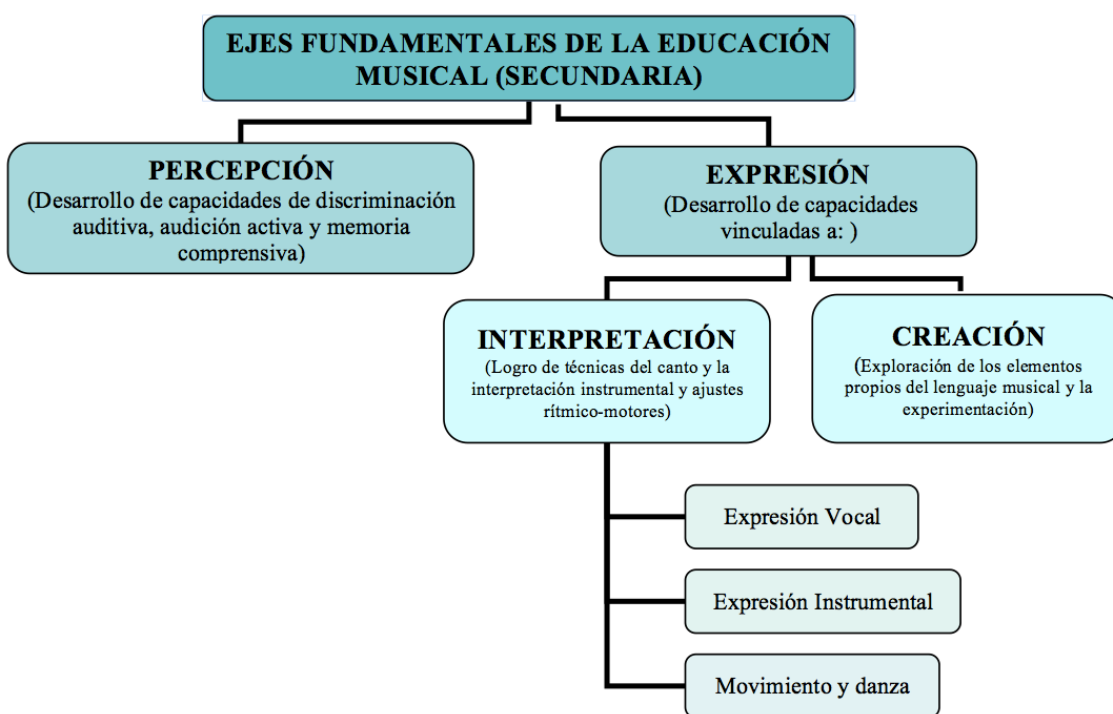 EJES FUNDAMENTALES DE LA EDUCACIÓN
MUSICAL (SECUNDARIA)
PERCEPCIÓN
(Desarrollo de capacidades de discriminación
auditiva, audición activa y memoria
comprensiva)
EXPRESIÓN
(Desarrollo de capacidades
vinculadas a: )
INTERPRETACIÓN
(Logro de técnicas del canto y la
interpretación instrumental y ajustes
rítmico-motores)
CREACIÓN
(Exploración de los elementos
propios del lenguaje musical y la
experimentación)
Expresión Vocal
Expresión Instrumental
Movimiento y danza